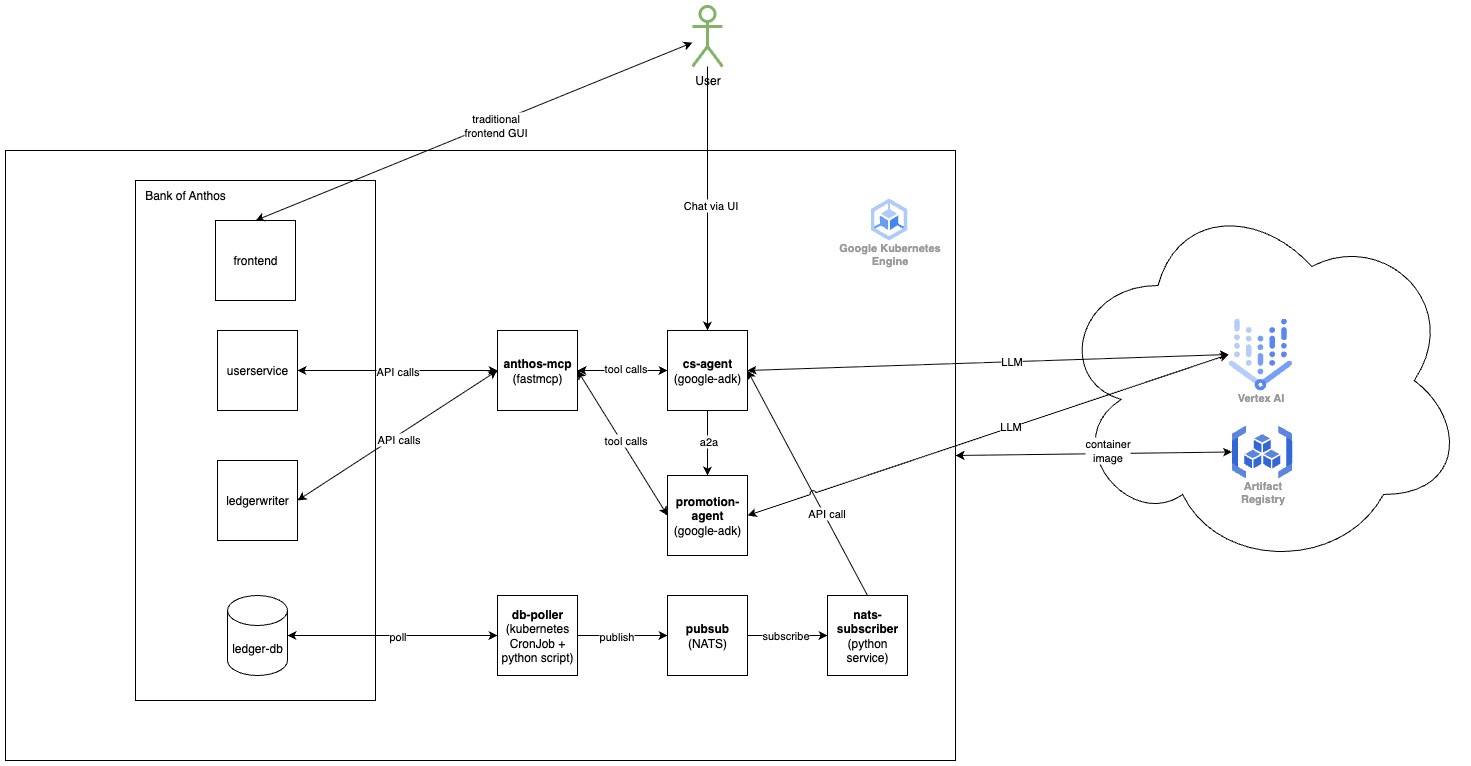 User
traditional
frontend GUI
Bank of Anthos
Chat via UI
Google Kubernetes
Engine
frontend
userservice
API calls
anthos-mcp
(fastmcp)
tool calls
cs-agent
(google-adk)
LLM
Vertex AI
API calls
tool calls
a2a
LLM
container
image
Artifact
Registry
ledgerwriter
promotion-
agent
(google-adk)
API call
ledger-db
poll
db-poller
(kubernetes
CronJob +
python script)
publish
pubsub
(NATS)
subscribe
nats-
subscriber
(python
service)